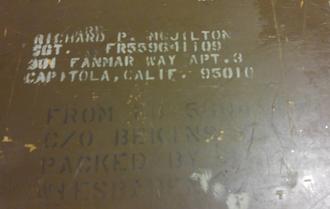 RICHARD P. MCJILTON
SGT. FR559641109
301 FANMAR WAY APT. 3
CAPITOLA, CALIF. 95010
FROM
C/O BEKINS
PACKED BY